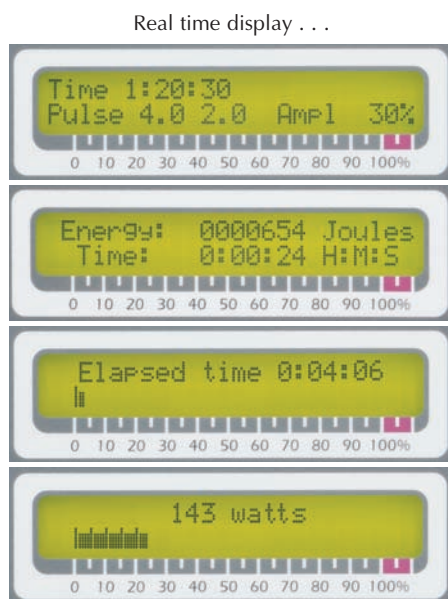 Real time display . . .
Time 1:20:30
Pulse 4.0 2.0 Ampl 30%
0 10 20 30 40 50 60 70 80 90 100%
Energy: 0000654 Joules
Time: 0:00:24 H:M:S
0 10 20 30 40 50 60 70 80 90 100%
Elapsed time 0:04:06
0 10 20 30 40 50 60 70 80 90 100%
143 watts
0 10 20 30 40 50 60 70 80 90 100%